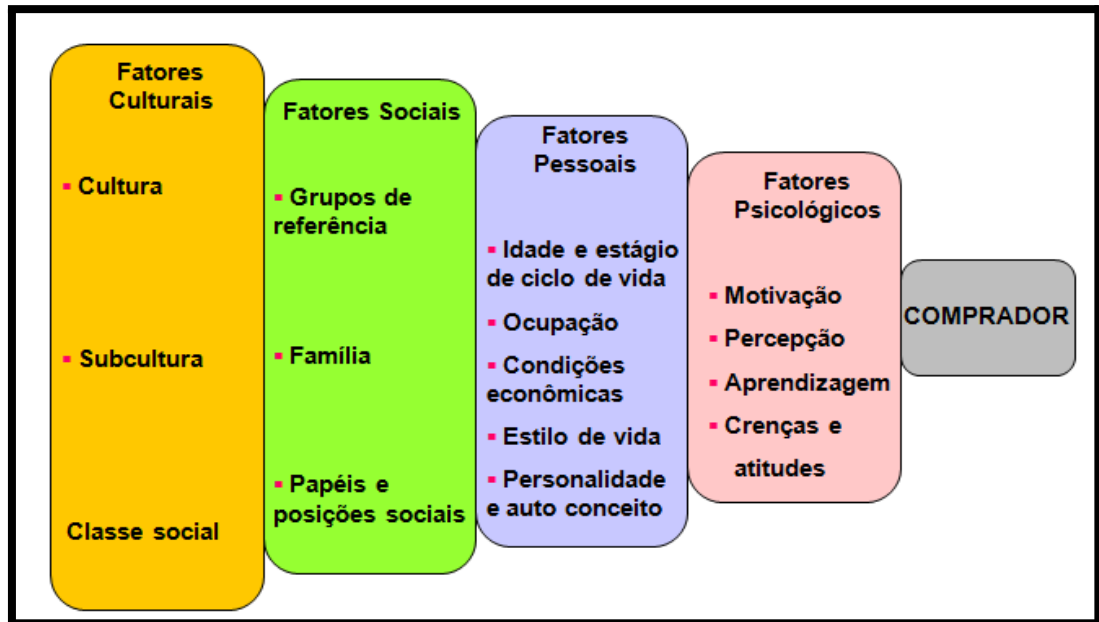 Fatores
Culturais
▪ Cultura
▪ Subcultura
Classe social
Fatores Sociais
▪ Grupos de
referência
▪ Família
▪ Papéis e
posições sociais
Fatores
Pessoais
▪ Idade e estágio
de ciclo de vida
▪ Ocupação
▪ Condições
econômicas
▪ Estilo de vida
▪ Personalidade
e auto conceito
Fatores
Psicológicos
▪ Motivação
▪ Percepção
▪ Aprendizagem
▪ Crenças e
atitudes
COMPRADOR